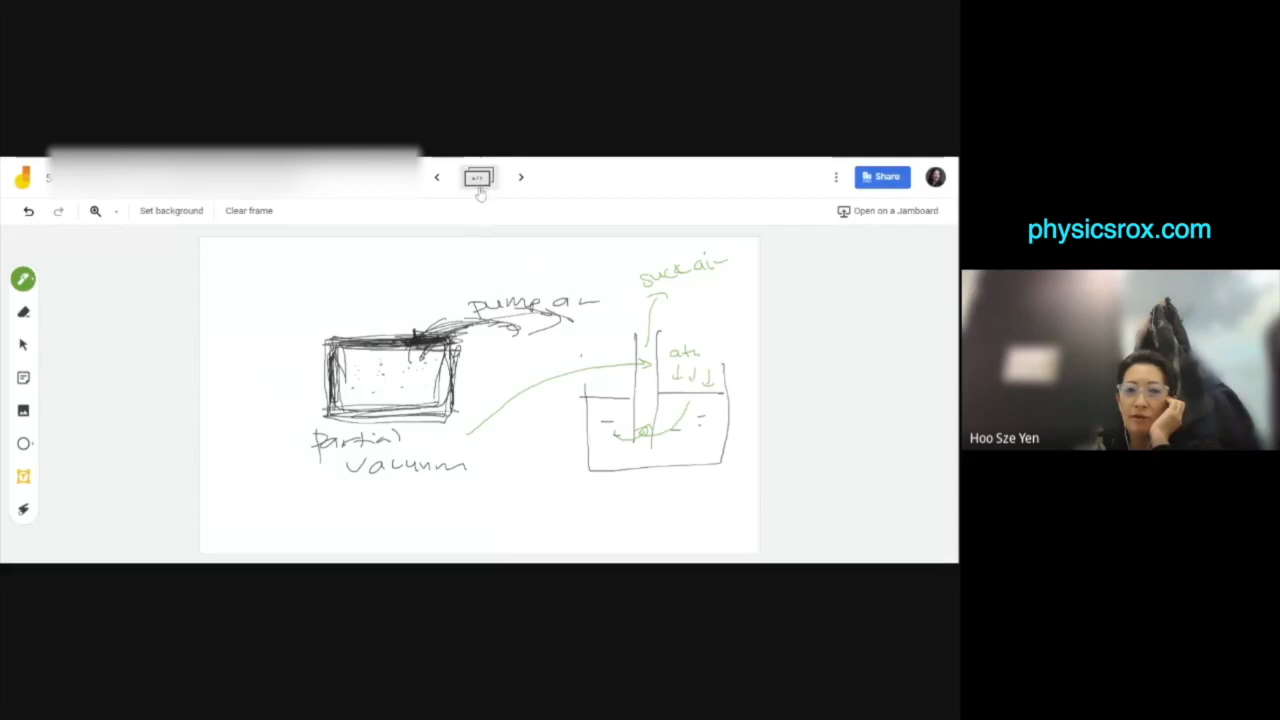 5
Share
Set background
Clear frame
Open on a Jamboard
physicsrox.com
suck air
pump air
atm
partial
vacuum
Hoo Sze Yen